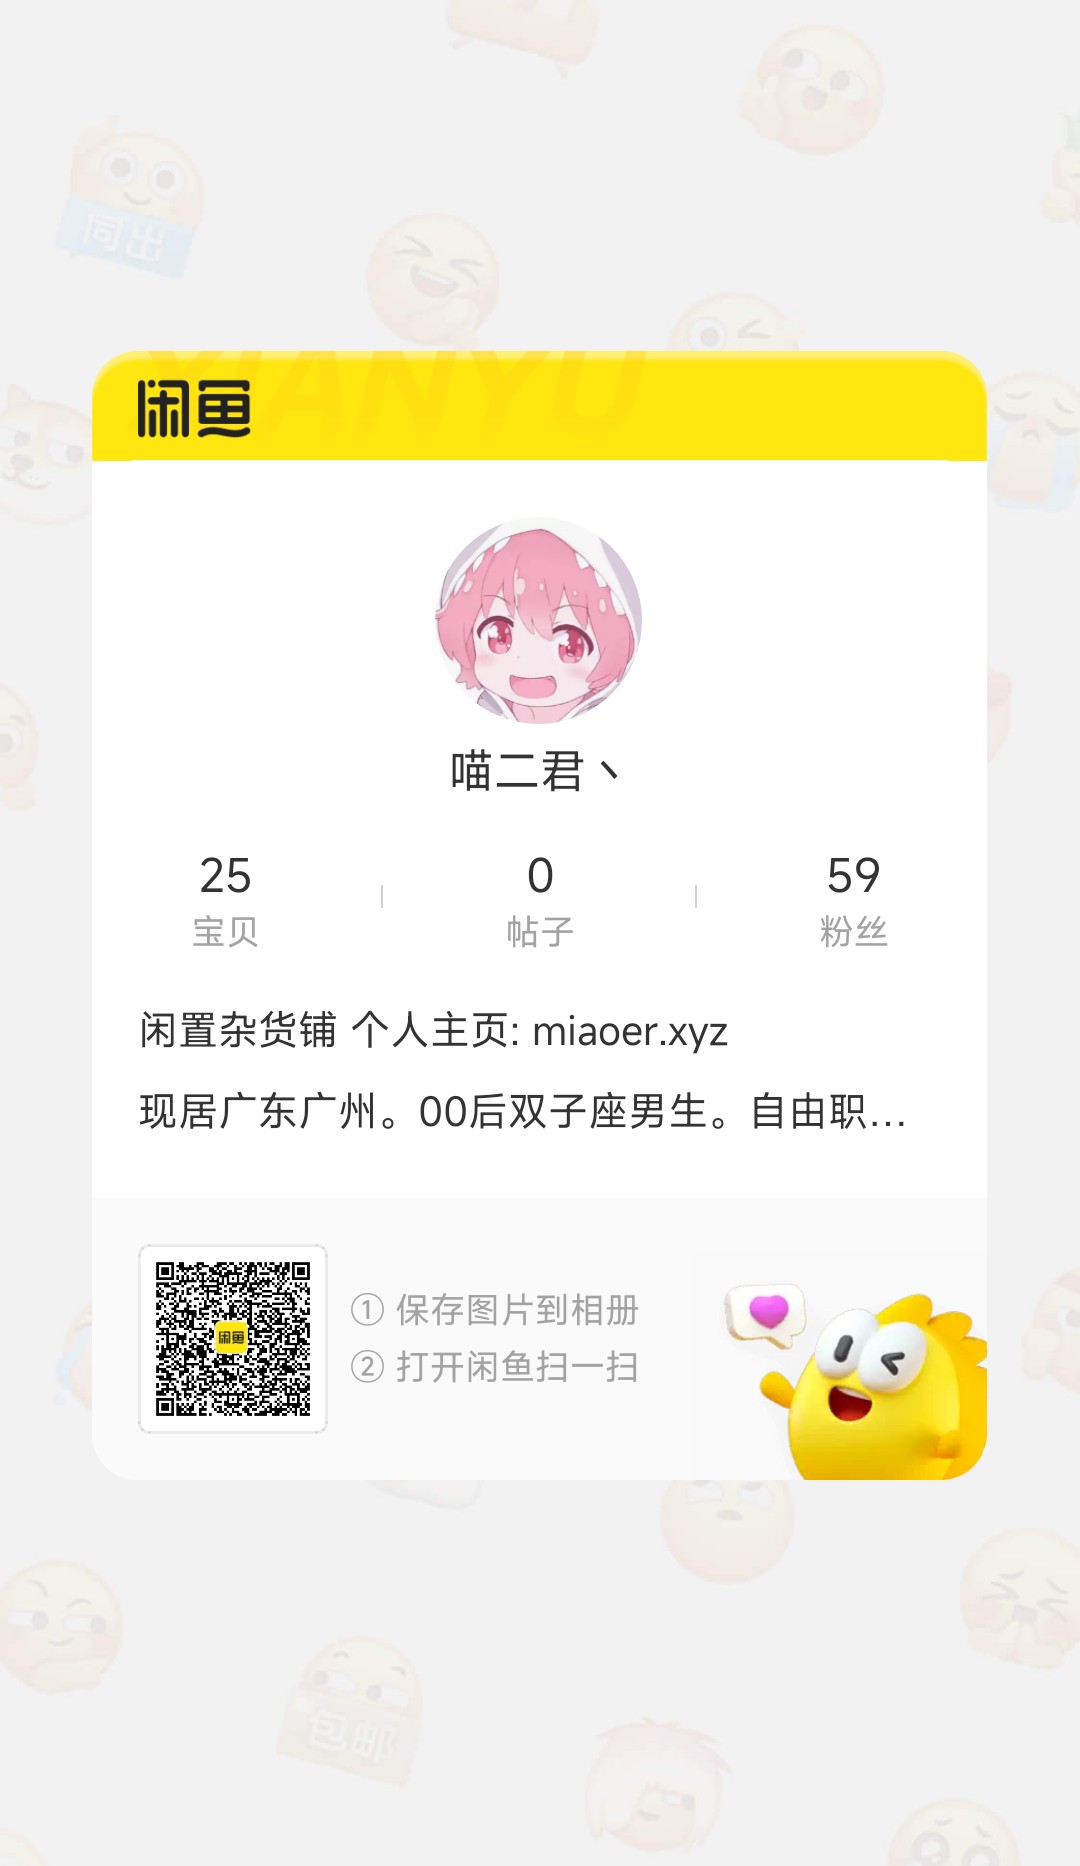 同出
XIANYU
闲鱼
喵二君丶
25
0
59
宝贝
帖子
粉丝
闲置杂货铺 个人主页: miaoer.xyz
现居广东广州。00后双子座男生。自由职...
闲鱼
① 保存图片到相册
② 打开闲鱼扫一扫
包邮